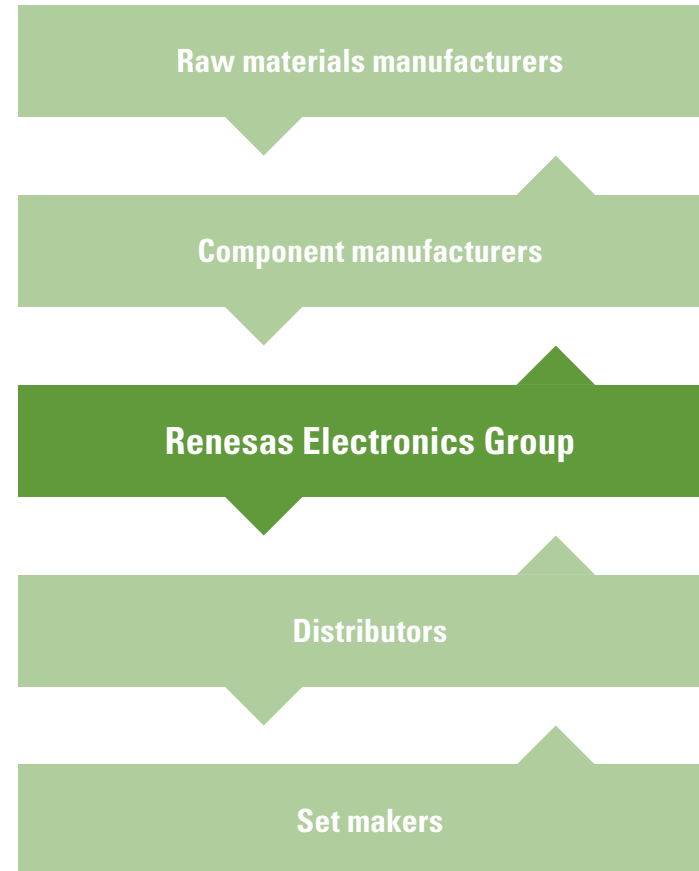 Raw materials manufacturers
Component manufacturers
Renesas Electronics Group
Distributors
Set makers